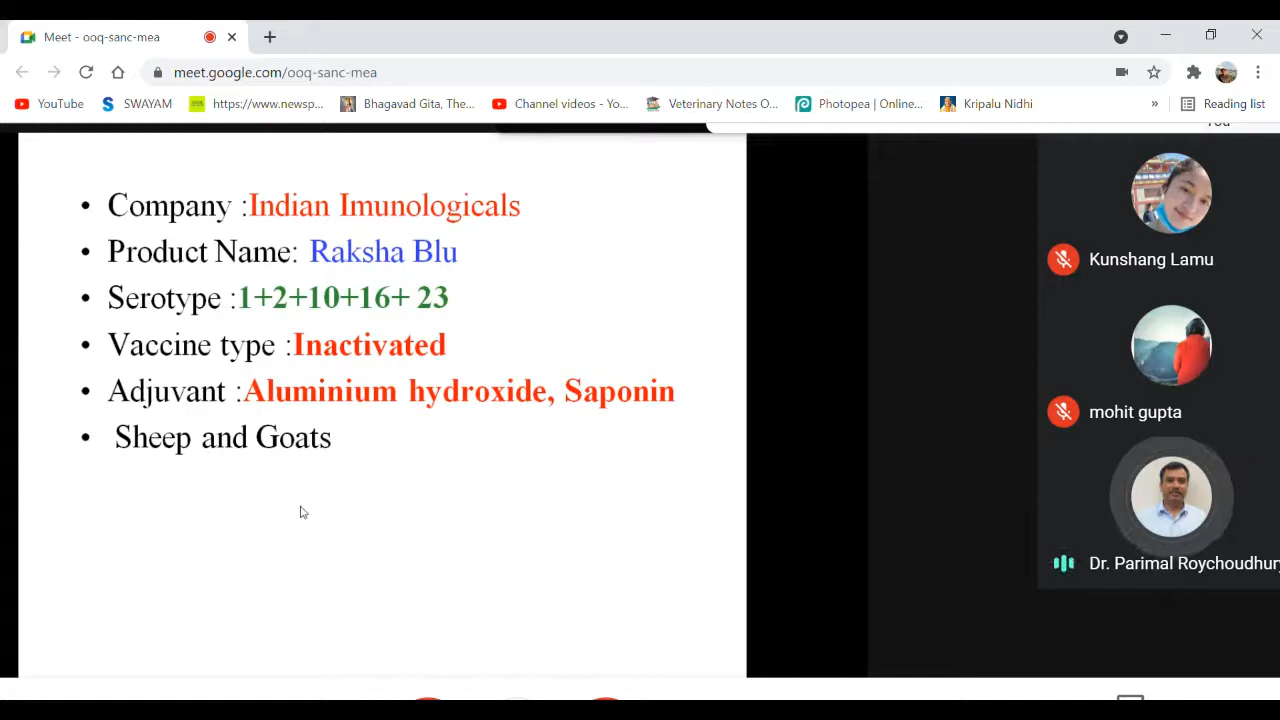 Meet - ooq-sanc-mea
meet.google.com/ooq-sanc-mea
YouTube
SWAYAM
https://www.newsp...
Bhagavad Gita, The...
Channel videos - Yo...
Veterinary Notes O...
Photopea | Online...
Kripalu Nidhi
»
Reading list
You
• Company :Indian Imunologicals
• Product Name: Raksha Blu
• Serotype :1+2+10+16+ 23
• Vaccine type :Inactivated
• Adjuvant :Aluminium hydroxide, Saponin
• Sheep and Goats
Kunshang Lamu
mohit gupta
Dr. Parimal Roychoudhury